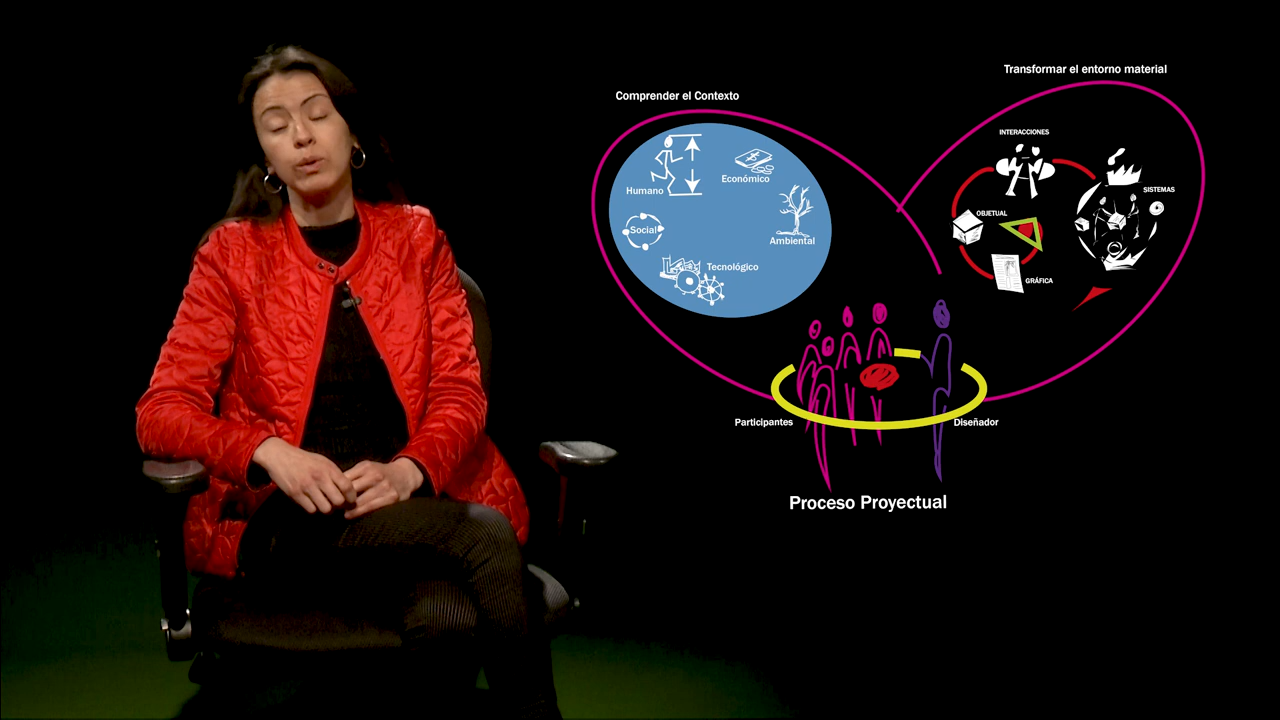 Comprender el Contexto
Humano
Económico
Social
Ambiental
Tecnológico
Transformar el entorno material
INTERACCIONES
SISTEMAS
OBJETUAL
GRÁFICA
Participantes
Diseñador
Proceso Proyectual